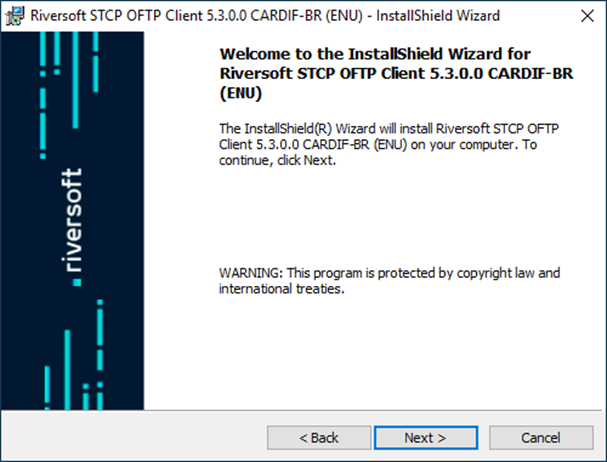 Riversoft STCP OFTP Client 5.3.0.0 CARDIF-BR (ENU) - InstallShield Wizard
Welcome to the InstallShield Wizard for
Riversoft STCP OFTP Client 5.3.0.0 CARDIF-BR
(ENU)
The InstallShield(R) Wizard will install Riversoft STCP OFTP
Client 5.3.0.0 CARDIF-BR (ENU) on your computer. To
continue, click Next.
riversoft
WARNING: This program is protected by copyright law and
international treaties.
< Back
Next >
Cancel